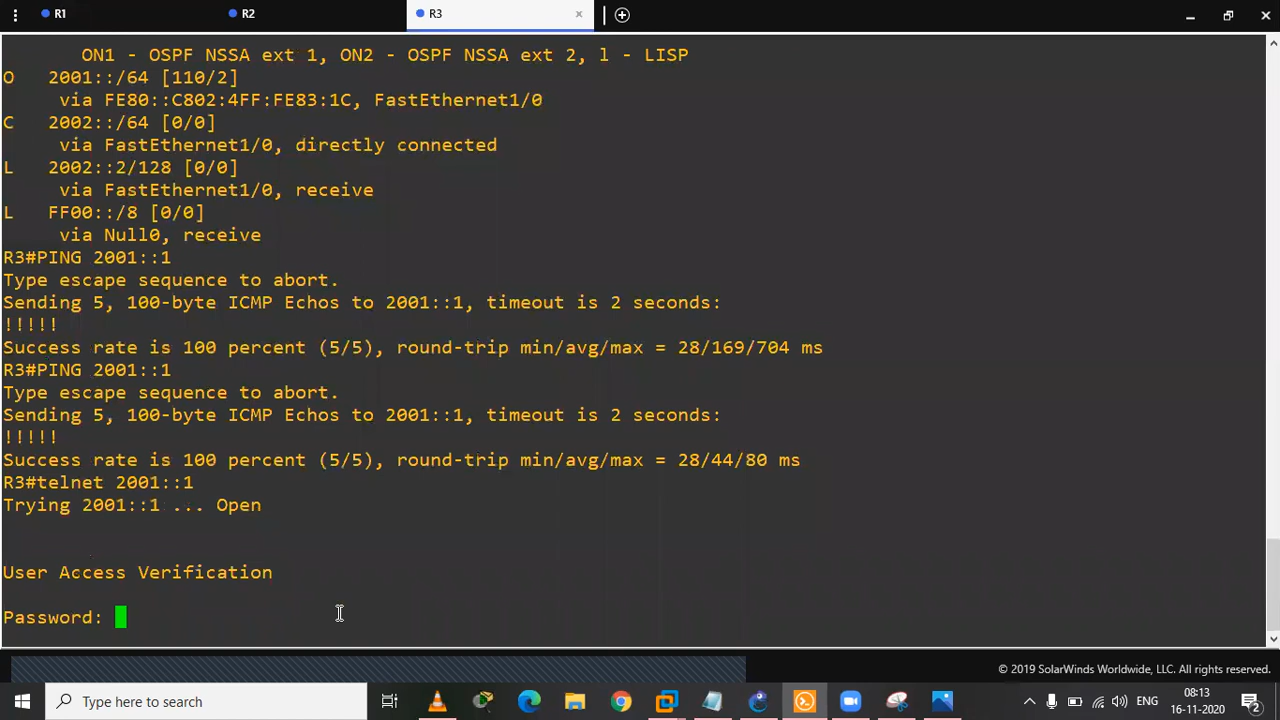 R1
R2
R3
ON1 - OSPF NSSA ext 1, ON2 - OSPF NSSA ext 2, l - LISP
O 2001::/64 [110/2]
via FE80::C802:4FF:FE83:1C, FastEthernet1/0
C 2002::/64 [0/0]
via FastEthernet1/0, directly connected
L 2002::2/128 [0/0]
via FastEthernet1/0, receive
L FF00::/8 [0/0]
via Null0, receive
R3#PING 2001::1
Type escape sequence to abort.
Sending 5, 100-byte ICMP Echos to 2001::1, timeout is 2 seconds:
!!!!!
Success rate is 100 percent (5/5), round-trip min/avg/max = 28/169/704 ms
R3#PING 2001::1
Type escape sequence to abort.
Sending 5, 100-byte ICMP Echos to 2001::1, timeout is 2 seconds:
!!!!!
Success rate is 100 percent (5/5), round-trip min/avg/max = 28/44/80 ms
R3#telnet 2001::1
Trying 2001::1 ... Open
User Access Verification
Password:
© 2019 SolarWinds Worldwide, LLC. All rights reserved.
Type here to search
ENG
08:13
16-11-2020
2